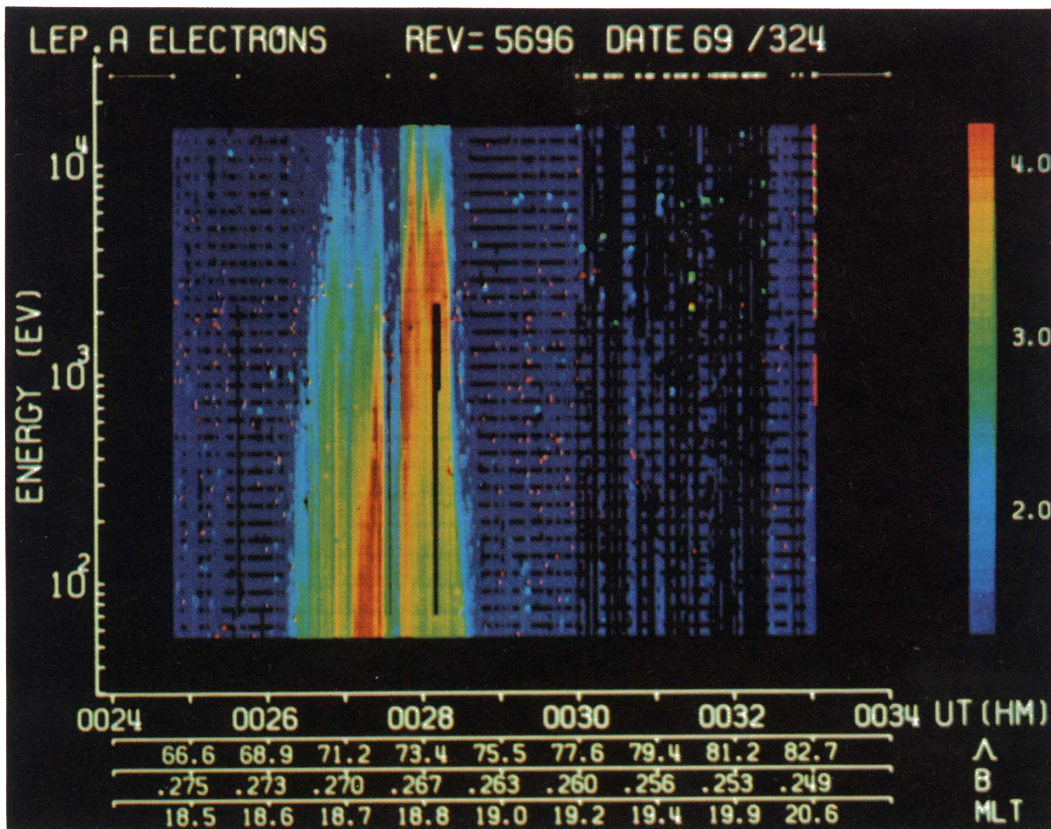 LEP.A ELECTRONS REV= 5696 DATE 69 /324
10⁴
10³
10²
ENERGY (EV)
4.0
3.0
2.0
0024 0026 0028 0030 0032 0034 UT (HM)
66.6 68.9 71.2 73.4 75.5 77.6 79.4 81.2 82.7 Λ
.275 .273 .270 .267 .263 .260 .256 .253 .249 B
18.5 18.6 18.7 18.8 19.0 19.2 19.4 19.9 20.6 MLT